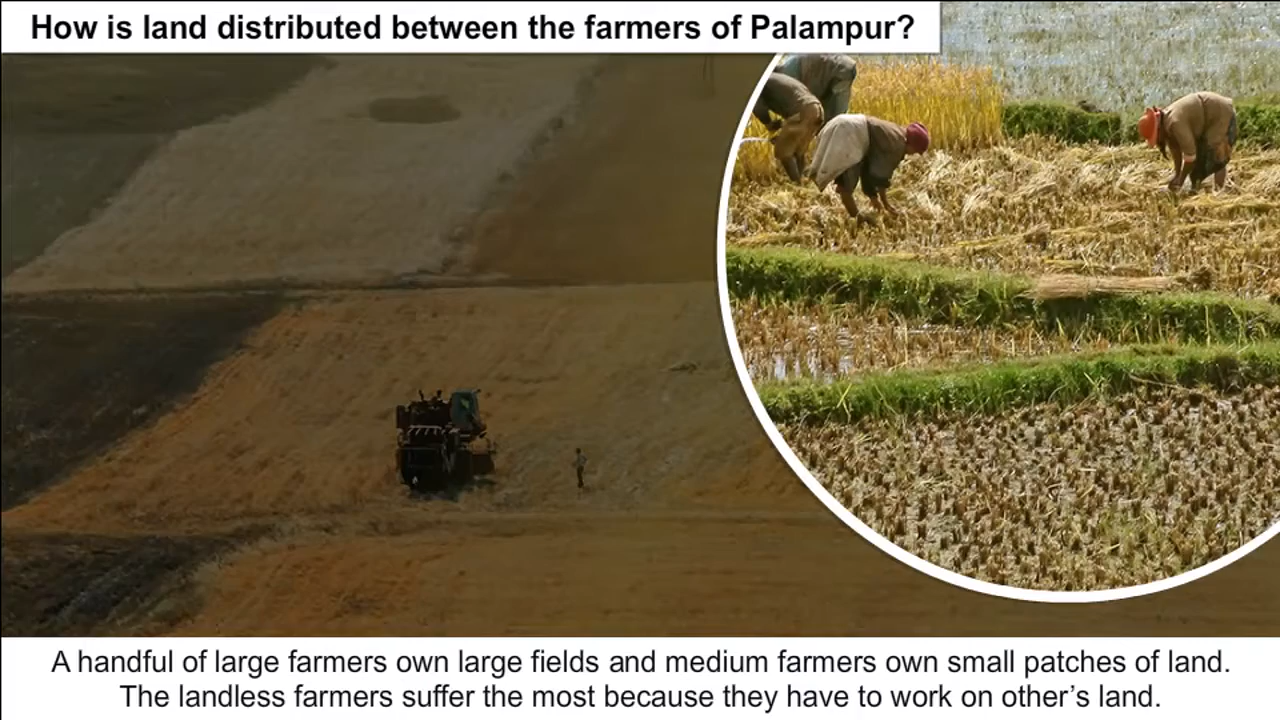 How is land distributed between the farmers of Palampur?
A handful of large farmers own large fields and medium farmers own small patches of land.
The landless farmers suffer the most because they have to work on other’s land.